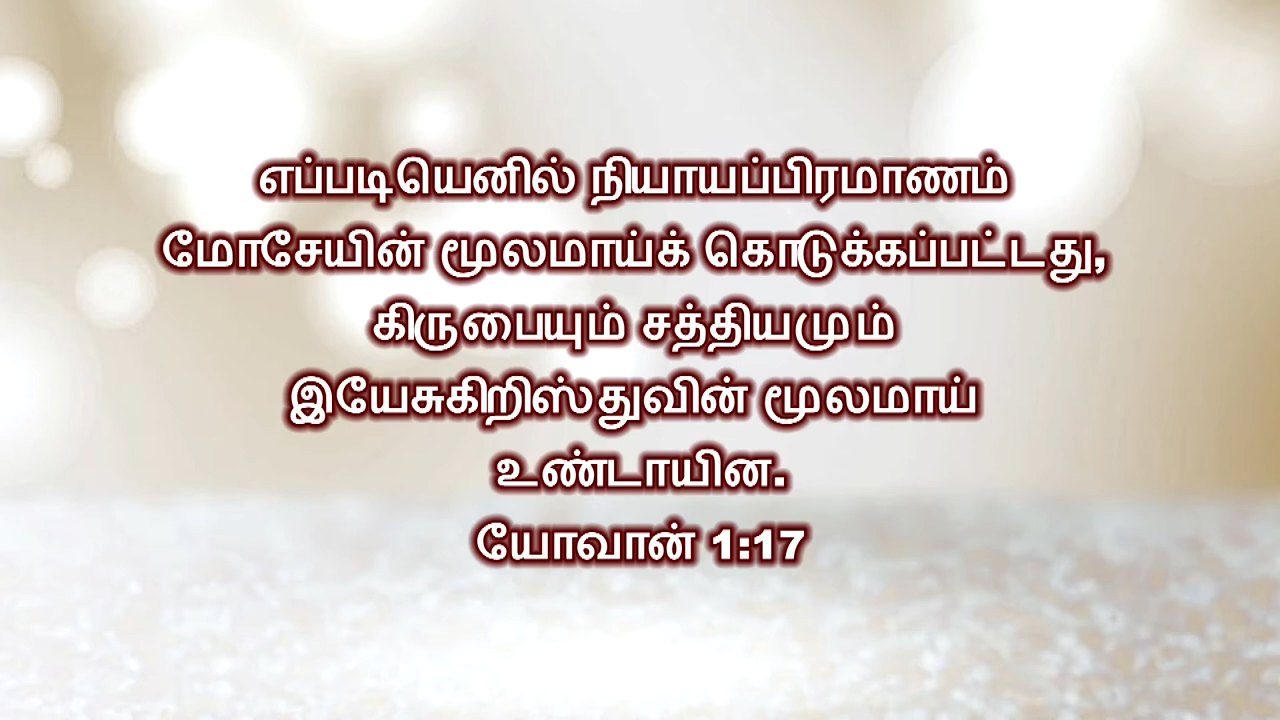 எப்படியெனில் நியாயப்பிரமாணம்
மோசேயின் மூலமாய்க் கொடுக்கப்பட்டது,
கிருபையும் சத்தியமும்
இயேசுகிறிஸ்துவின் மூலமாய்
உண்டாயின.
யோவான் 1:17